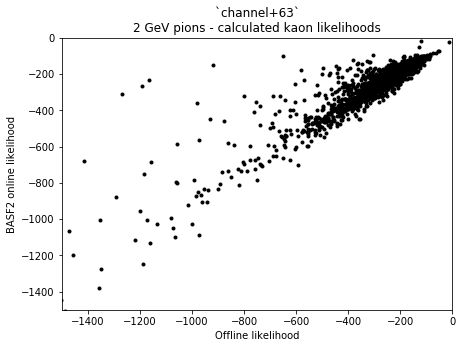 `channel+63`
2 GeV pions - calculated kaon likelihoods
0
−200
−400
−600
−800
−1000
−1200
−1400
BASF2 online likelihood
−1400 −1200 −1000 −800 −600 −400 −200 0
Offline likelihood